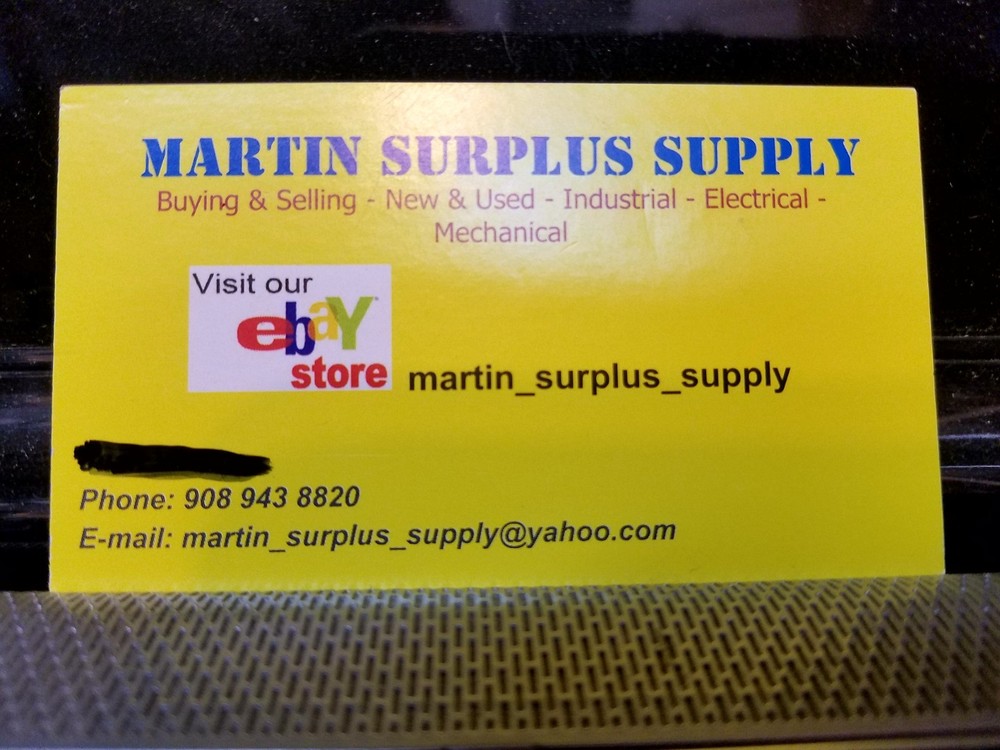 MARTIN SURPLUS SUPPLY
Buying & Selling - New & Used - Industrial - Electrical -
Mechanical
Visit our
ebaY
store martin_surplus_supply
Phone: 908 943 8820
E-mail: martin_surplus_supply@yahoo.com